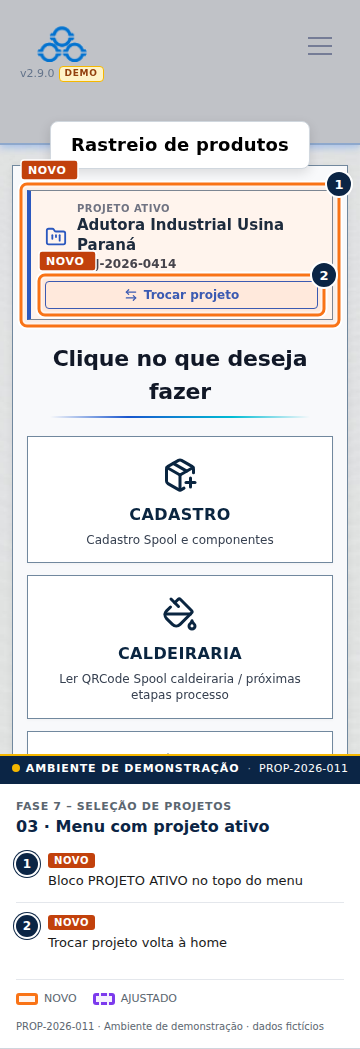 v2.9.0 DEMO
Rastreio de produtos
NOVO
1
PROJETO ATIVO
Adutora Industrial Usina
Paraná
NOVO
J-2026-0414
2
Trocar projeto
Clique no que deseja
fazer
CADASTRO
Cadastro Spool e componentes
CALDEIRARIA
Ler QRCode Spool caldeiraria / próximas
etapas processo
AMBIENTE DE DEMONSTRAÇÃO · PROP-2026-011
FASE 7 – SELEÇÃO DE PROJETOS
03 · Menu com projeto ativo
1 NOVO
Bloco PROJETO ATIVO no topo do menu
2 NOVO
Trocar projeto volta à home
NOVO AJUSTADO
PROP-2026-011 · Ambiente de demonstração · dados fictícios